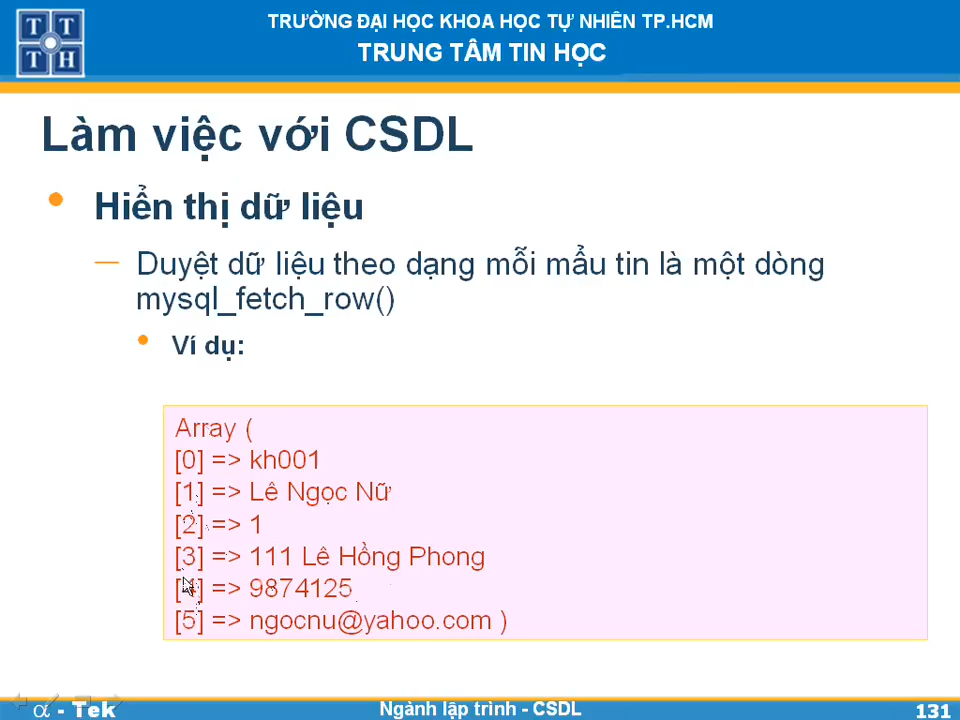 T T
T H
TRƯỜNG ĐẠI HỌC KHOA HỌC TỰ NHIÊN TP.HCM
TRUNG TÂM TIN HỌC
Làm việc với CSDL
Hiển thị dữ liệu
Duyệt dữ liệu theo dạng mỗi mẩu tin là một dòng
mysql_fetch_row()
Ví dụ:
Array (
[0] => kh001
[1] => Lê Ngọc Nữ
[2] => 1
[3] => 111 Lê Hồng Phong
[4] => 9874125
[5] => ngocnu@yahoo.com )
α - Tek
Ngành lập trình - CSDL
131